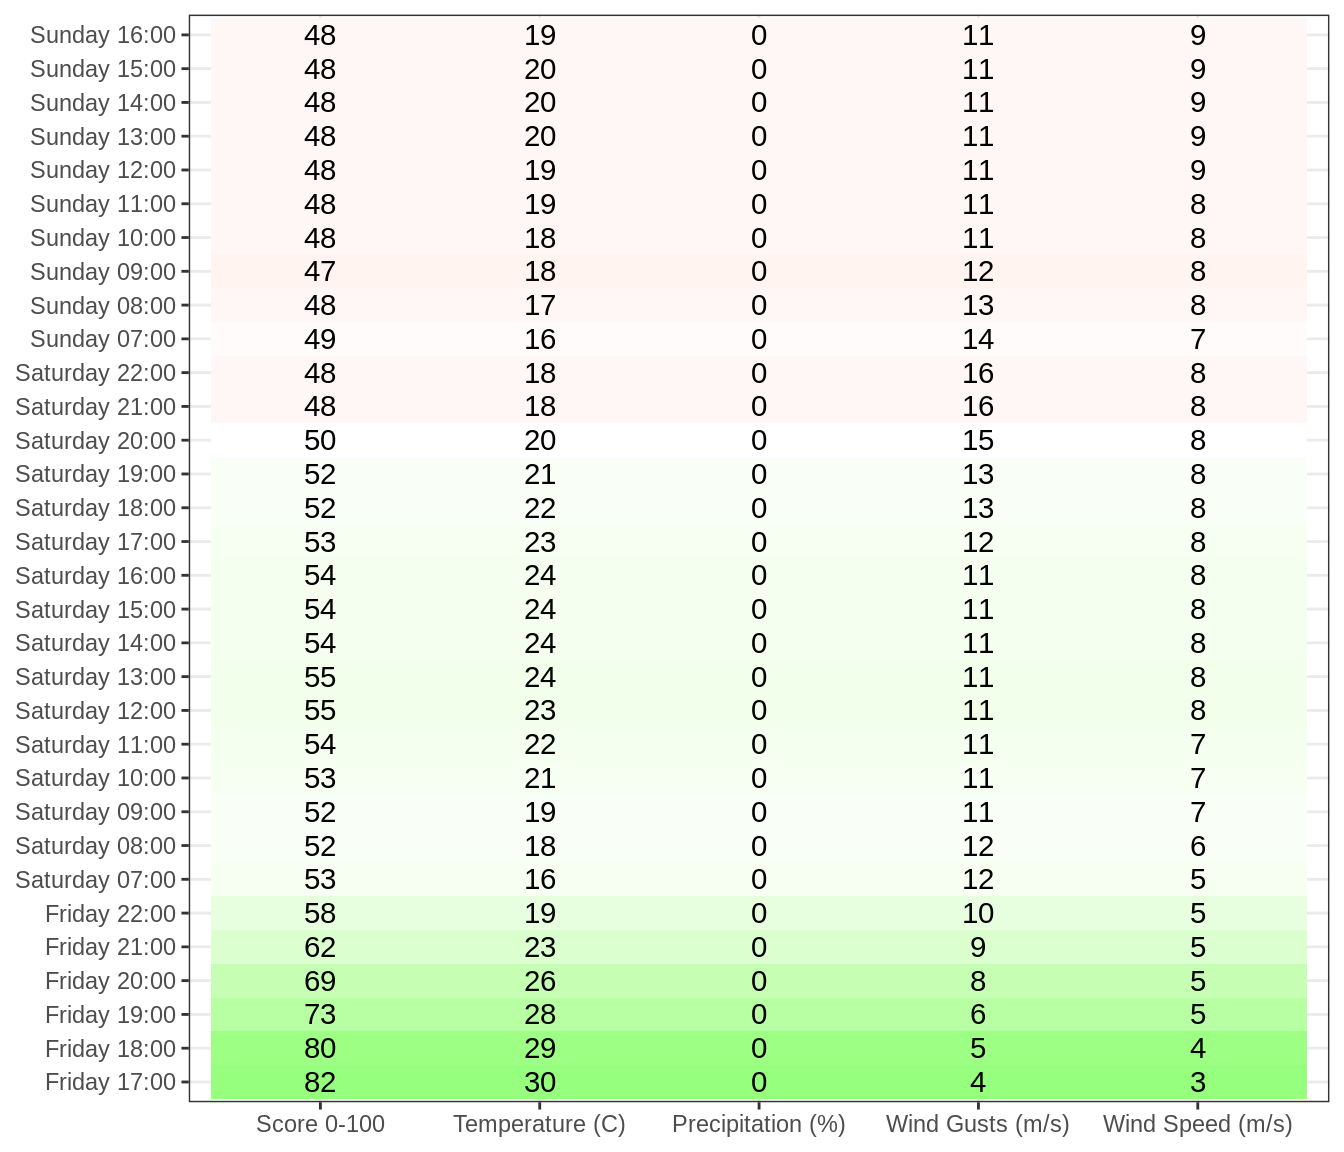 Sunday 16:00 48 19 0 11 9
Sunday 15:00 48 20 0 11 9
Sunday 14:00 48 20 0 11 9
Sunday 13:00 48 20 0 11 9
Sunday 12:00 48 19 0 11 9
Sunday 11:00 48 19 0 11 8
Sunday 10:00 48 18 0 11 8
Sunday 09:00 47 18 0 12 8
Sunday 08:00 48 17 0 13 8
Sunday 07:00 49 16 0 14 7
Saturday 22:00 48 18 0 16 8
Saturday 21:00 48 18 0 16 8
Saturday 20:00 50 20 0 15 8
Saturday 19:00 52 21 0 13 8
Saturday 18:00 52 22 0 13 8
Saturday 17:00 53 23 0 12 8
Saturday 16:00 54 24 0 11 8
Saturday 15:00 54 24 0 11 8
Saturday 14:00 54 24 0 11 8
Saturday 13:00 55 24 0 11 8
Saturday 12:00 55 23 0 11 8
Saturday 11:00 54 22 0 11 7
Saturday 10:00 53 21 0 11 7
Saturday 09:00 52 19 0 11 7
Saturday 08:00 52 18 0 12 6
Saturday 07:00 53 16 0 12 5
Friday 22:00 58 19 0 10 5
Friday 21:00 62 23 0 9 5
Friday 20:00 69 26 0 8 5
Friday 19:00 73 28 0 6 5
Friday 18:00 80 29 0 5 4
Friday 17:00 82 30 0 4 3
Score 0-100 Temperature (C) Precipitation (%) Wind Gusts (m/s) Wind Speed (m/s)